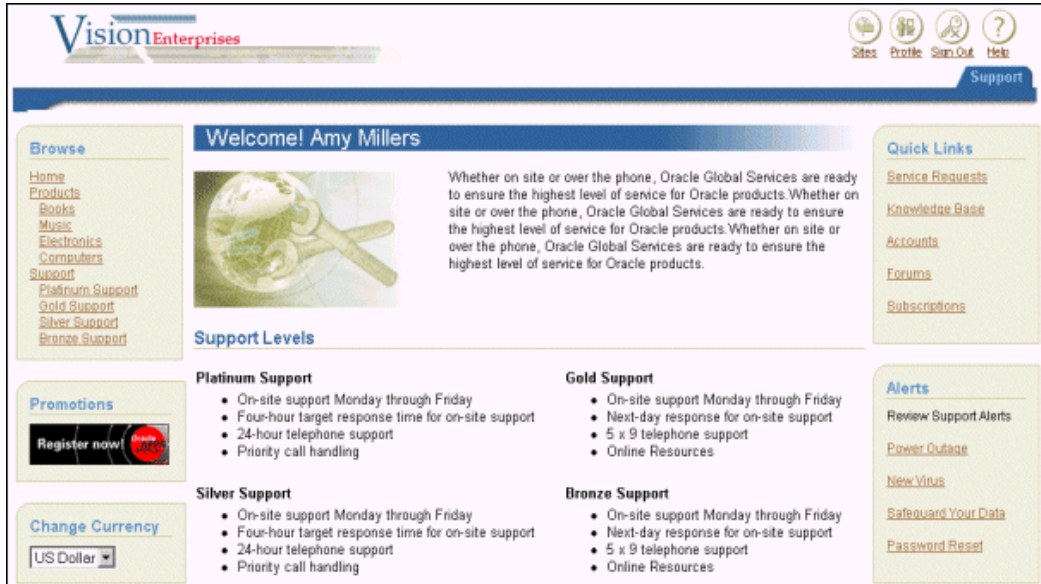 Vision Enterprises
Sites Profile Sign Out Help
Support
Browse
Home
Products
Books
Music
Electronics
Computers
Support
Platinum Support
Gold Support
Silver Support
Bronze Support
Promotions
Register now!
Oracle
Change Currency
US Dollar
Welcome! Amy Millers
Whether on site or over the phone, Oracle Global Services are ready
to ensure the highest level of service for Oracle products.Whether on
site or over the phone, Oracle Global Services are ready to ensure
the highest level of service for Oracle products.Whether on site or
over the phone, Oracle Global Services are ready to ensure the
highest level of service for Oracle products.
Support Levels
Platinum Support
On-site support Monday through Friday
Four-hour target response time for on-site support
24-hour telephone support
Priority call handling
Gold Support
On-site support Monday through Friday
Next-day response for on-site support
5 x 9 telephone support
Online Resources
Silver Support
On-site support Monday through Friday
Four-hour target response time for on-site support
24-hour telephone support
Priority call handling
Bronze Support
On-site support Monday through Friday
Next-day response for on-site support
5 x 9 telephone support
Online Resources
Quick Links
Service Requests
Knowledge Base
Accounts
Forums
Subscriptions
Alerts
Review Support Alerts
Power Outage
New Virus
Safeguard Your Data
Password Reset